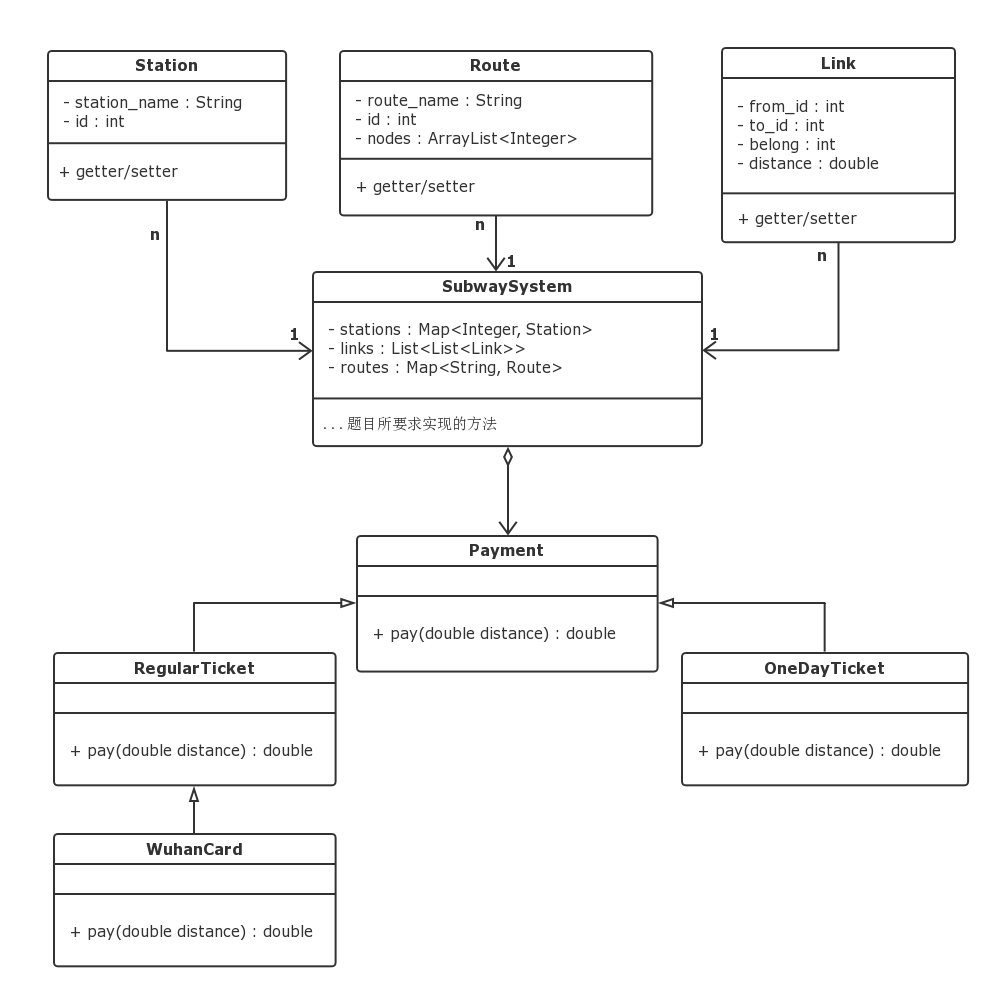 Station
- station_name : String
- id : int
+ getter/setter
Route
- route_name : String
- id : int
- nodes : ArrayList<Integer>
+ getter/setter
Link
- from_id : int
- to_id : int
- belong : int
- distance : double
+ getter/setter
n
n
n
1
1
1
SubwaySystem
- stations : Map<Integer, Station>
- links : List<List<Link>>
- routes : Map<String, Route>
...题目所要求实现的方法
Payment
+ pay(double distance) : double
RegularTicket
+ pay(double distance) : double
OneDayTicket
+ pay(double distance) : double
WuhanCard
+ pay(double distance) : double